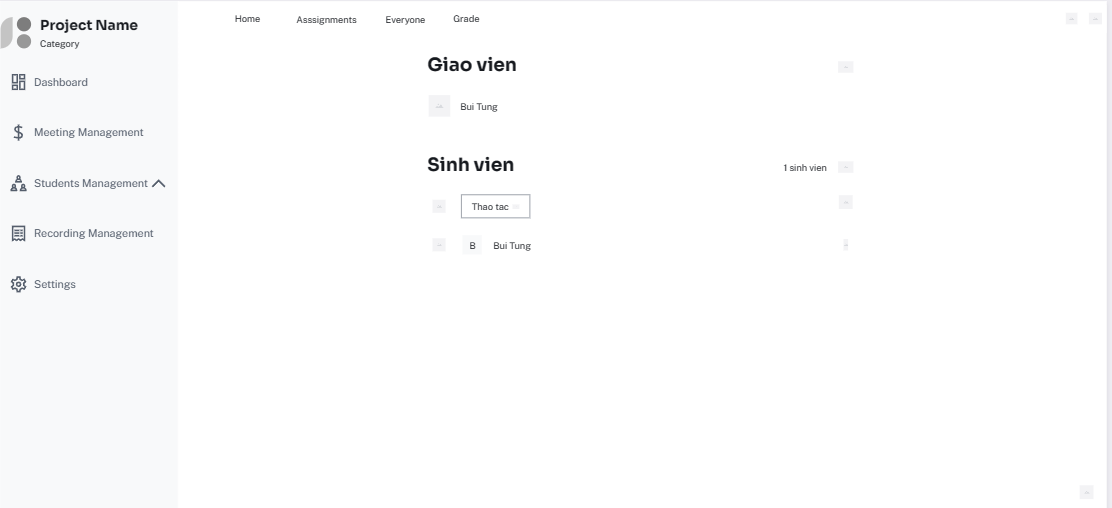 Project Name
Category
Dashboard
Meeting Management
Students Management
Recording Management
Settings
Home Asssignments Everyone Grade
Giao vien
Bui Tung
Sinh vien
1 sinh vien
Thao tac
B Bui Tung